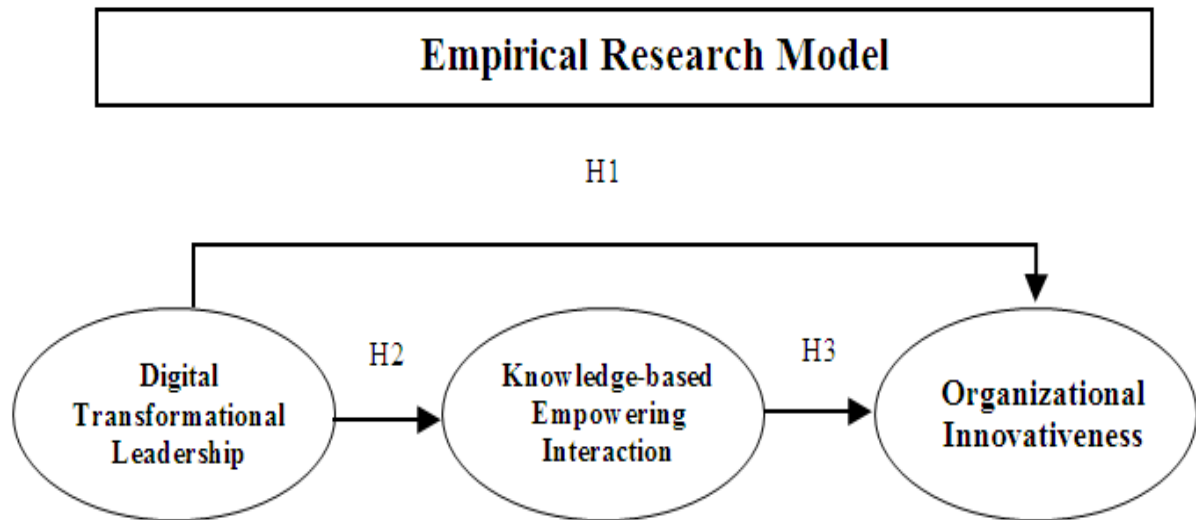 Empirical Research Model
H1
H2
H3
Digital
Transformational
Leadership
Knowledge-based
Empowering
Interaction
Organizational
Innovativeness